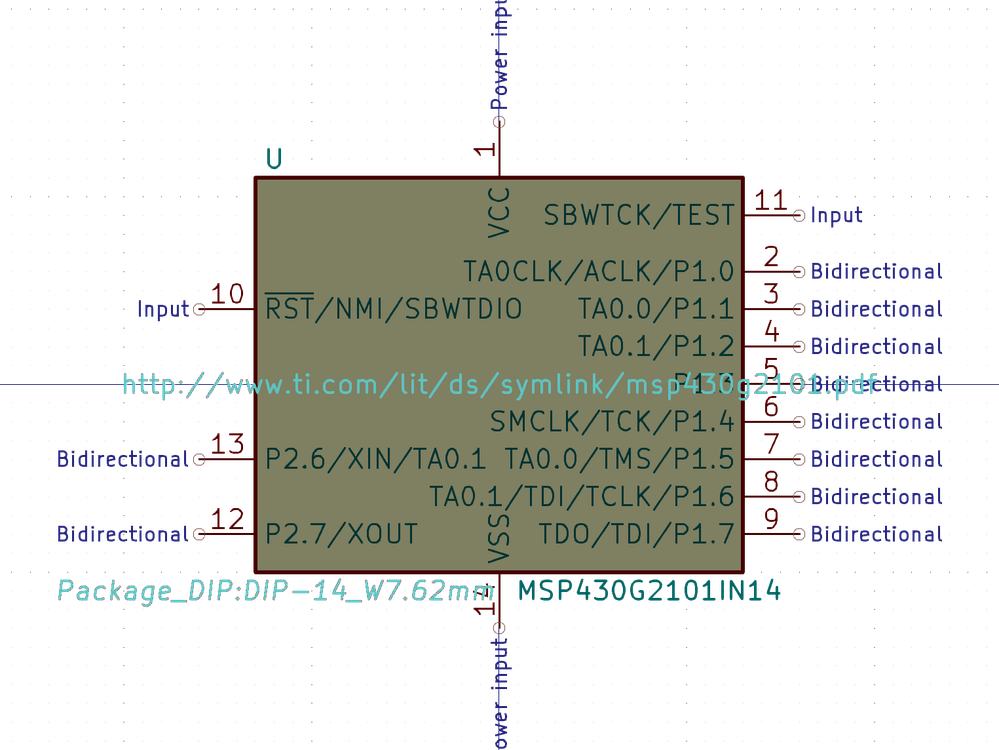 Power inpu
1
U
VCC
SBWTCK/TEST
11
Input
TA0CLK/ACLK/P1.0
2
Bidirectional
Input
10
RST/NMI/SBWTDIO
TA0.0/P1.1
3
Bidirectional
TA0.1/P1.2
4
Bidirectional
http://www.ti.com/lit/ds/symlink/msp430g2101.pdf
P1.3
5
Bidirectional
SMCLK/TCK/P1.4
6
Bidirectional
Bidirectional
13
P2.6/XIN/TA0.1
TA0.0/TMS/P1.5
7
Bidirectional
TA0.1/TDI/TCLK/P1.6
8
Bidirectional
Bidirectional
12
P2.7/XOUT
VSS
TDO/TDI/P1.7
9
Bidirectional
Package_DIP:DIP-14_W7.62mm
14
MSP430G2101IN14
ower input